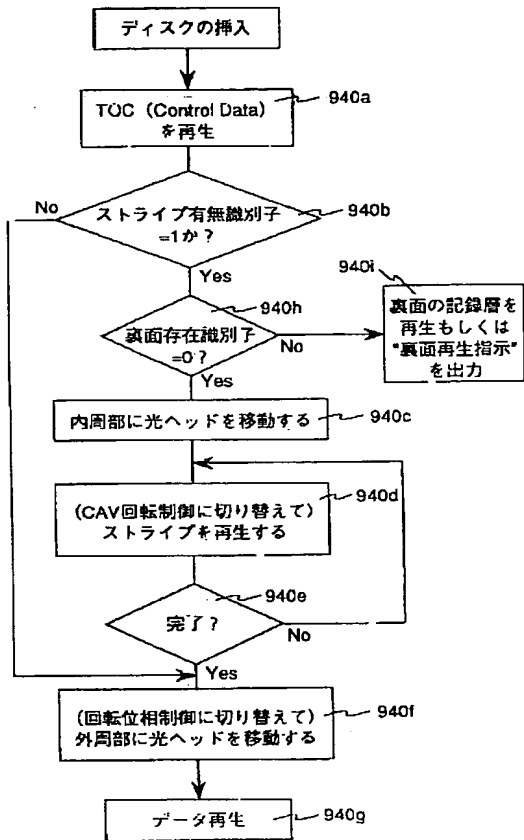 ディスクの挿入
TOC（Control Data）
を再生
940a
No
ストライプ有無識別子
=1か？
940b
Yes
940h
裏面存在識別子
=0？
No
Yes
940i
裏面の記録層を
再生もしくは
“裏面再生指示”
を出力
内周部に光ヘッドを移動する
940c
（CAV回転制御に切り替えて）
ストライプを再生する
940d
940e
完了？
No
Yes
（回転位相制御に切り替えて）
外周部に光ヘッドを移動する
940f
データ再生
940g